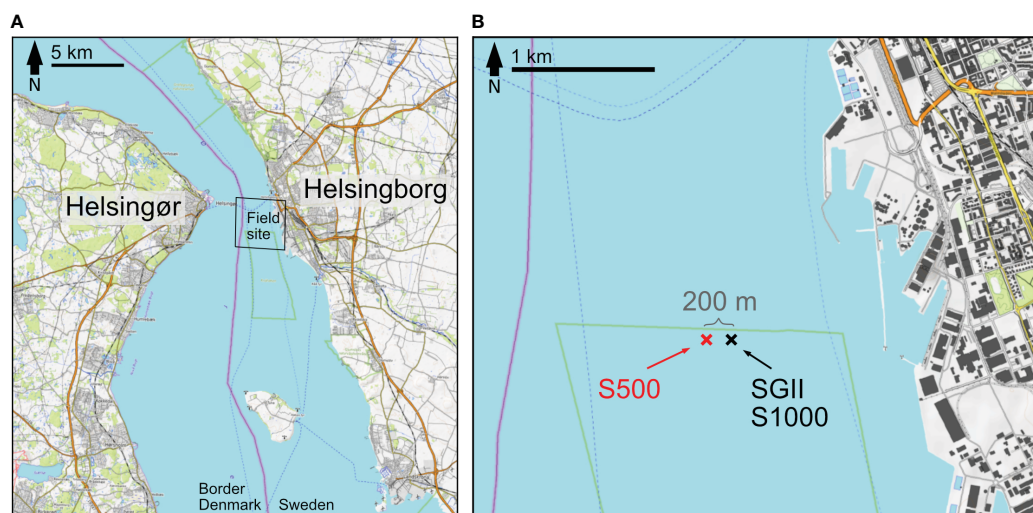 A
5 km
N
Helsingør
Helsingborg
Field
site
Border
Denmark
Sweden
B
1 km
N
200 m
S500
SGII
S1000